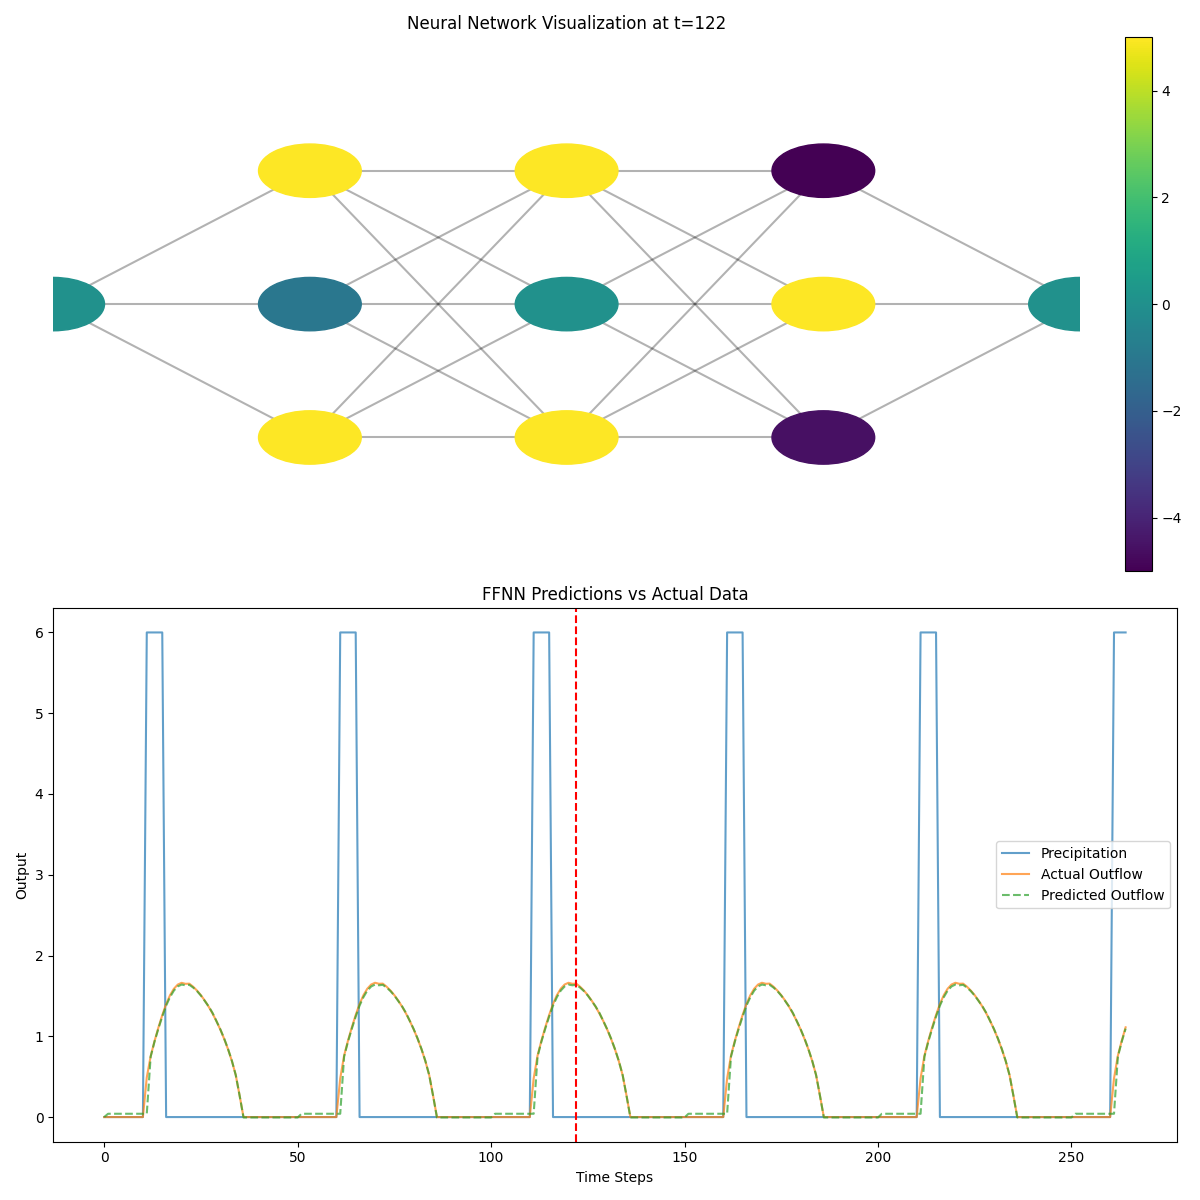 Neural Network Visualization at t=122
4
2
0
−2
−4
FFNN Predictions vs Actual Data
6
5
4
3
2
1
0
Output
Precipitation
Actual Outflow
Predicted Outflow
0 50 100 150 200 250
Time Steps